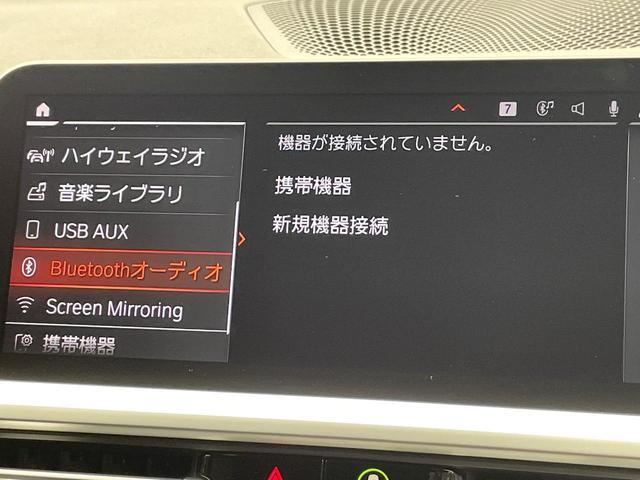 7
機器が接続されていません。
ハイウェイラジオ
携帯機器
音楽ライブラリ
新規機器接続
USB AUX
Bluetoothオーディオ
Screen Mirroring
携帯機器